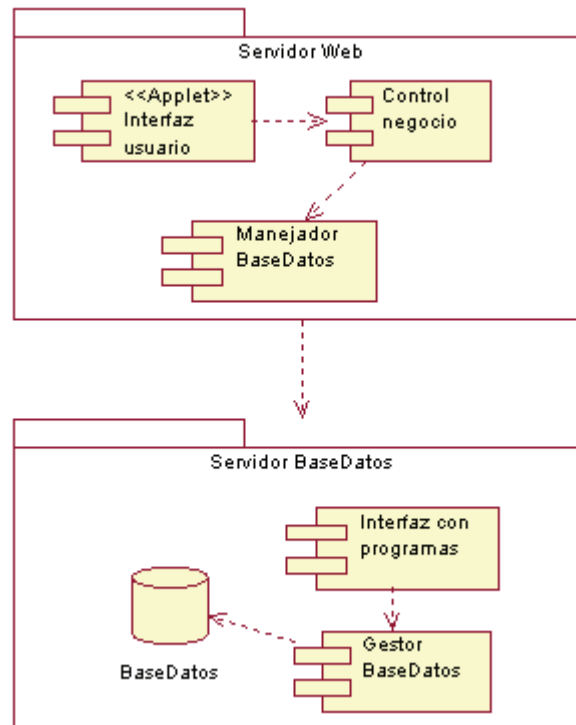 Servidor Web
<<Applet>>
Interfaz
usuario
Control
negocio
Manejador
BaseDatos
Servidor BaseDatos
Interfaz con
programas
Gestor
BaseDatos
BaseDatos